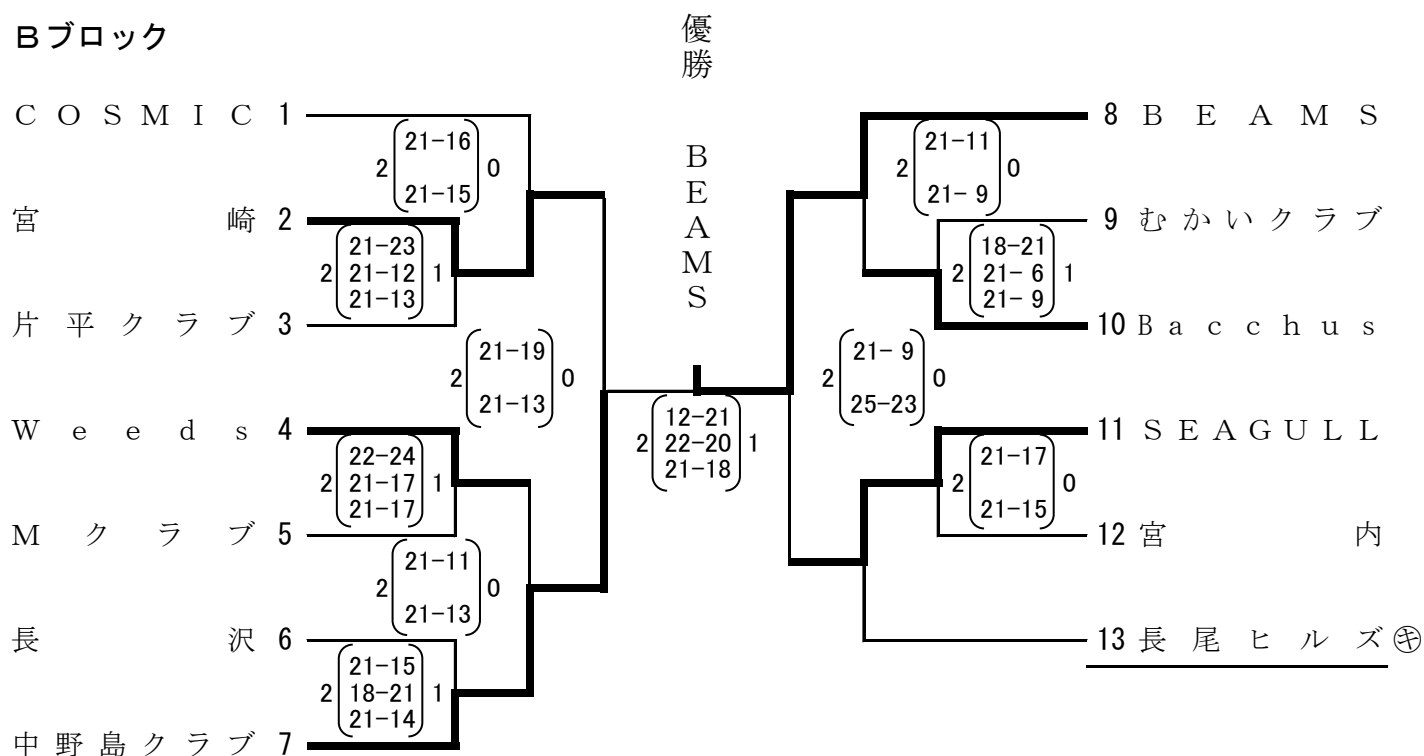 Bブロック
優勝 BEAMS
COSMIC 1
2 21-16 0
21-15
宮崎 2
2 21-23 1
21-12
21-13
片平クラブ 3
2 21-19 0
21-13
Weeds 4
2 22-24 1
21-17
21-17
Mクラブ 5
2 21-11 0
21-13
長沢 6
2 21-15 1
18-21
21-14
中野島クラブ 7
2 12-21 1
22-20
21-18
8 BEAMS
2 21-11 0
21- 9
9 むかいクラブ
2 18-21 1
21- 6
21- 9
10 Bacchus
2 21- 9 0
25-23
11 SEAGULL
2 21-17 0
21-15
12 宮内
13 長尾ヒルズ㋖